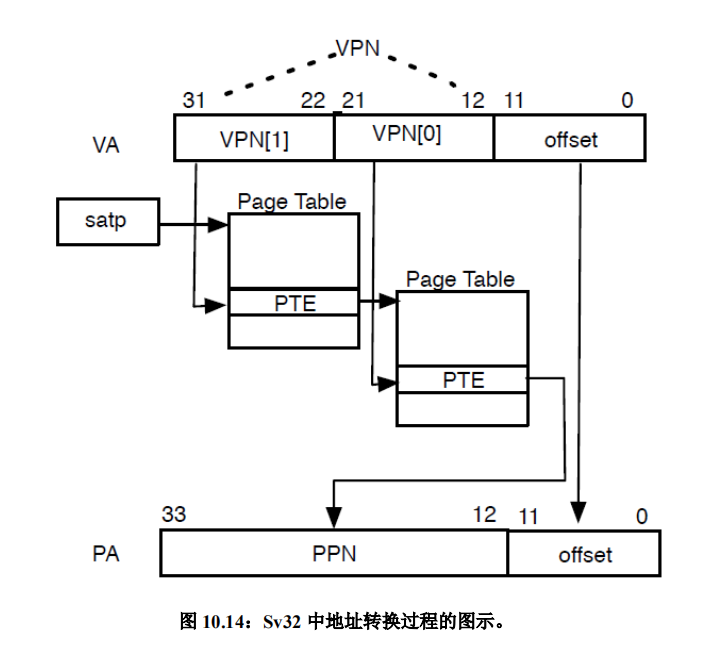 VPN
31 22 21 12 11 0
VA VPN[1] VPN[0] offset
Page Table
satp
Page Table
PTE
PTE
33 12 11 0
PA PPN offset
图 10.14：Sv32 中地址转换过程的图示。